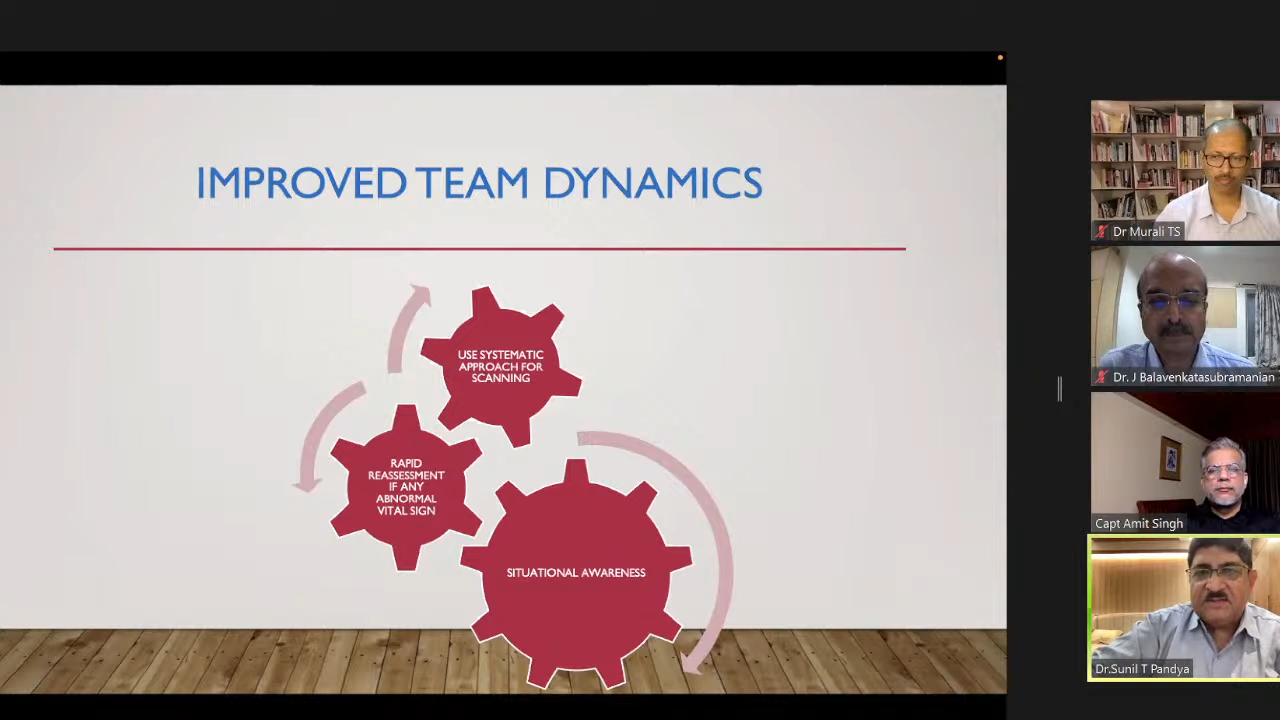 IMPROVED TEAM DYNAMICS
USE SYSTEMATIC
APPROACH FOR
SCANNING
RAPID
REASSESSMENT
IF ANY
ABNORMAL
VITAL SIGN
SITUATIONAL AWARENESS
Dr Murali TS
Dr. J Balavenkatasubramanian
Capt Amit Singh
Dr.Sunil T Pandya